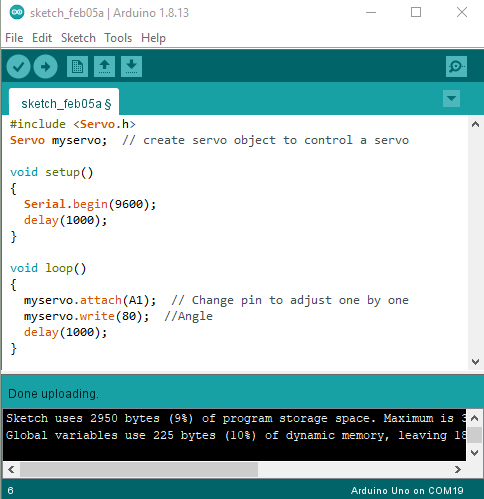 sketch_feb05a | Arduino 1.8.13
File Edit Sketch Tools Help
sketch_feb05a §
#include <Servo.h>
Servo myservo;  // create servo object to control a servo
void setup()
{
  Serial.begin(9600);
  delay(1000);
}
void loop()
{
  myservo.attach(A1);  // Change pin to adjust one by one
  myservo.write(80);  //Angle
  delay(1000);
}
Done uploading.
Sketch uses 2950 bytes (9%) of program storage space. Maximum is 3
Global variables use 225 bytes (10%) of dynamic memory, leaving 18
6 Arduino Uno on COM19